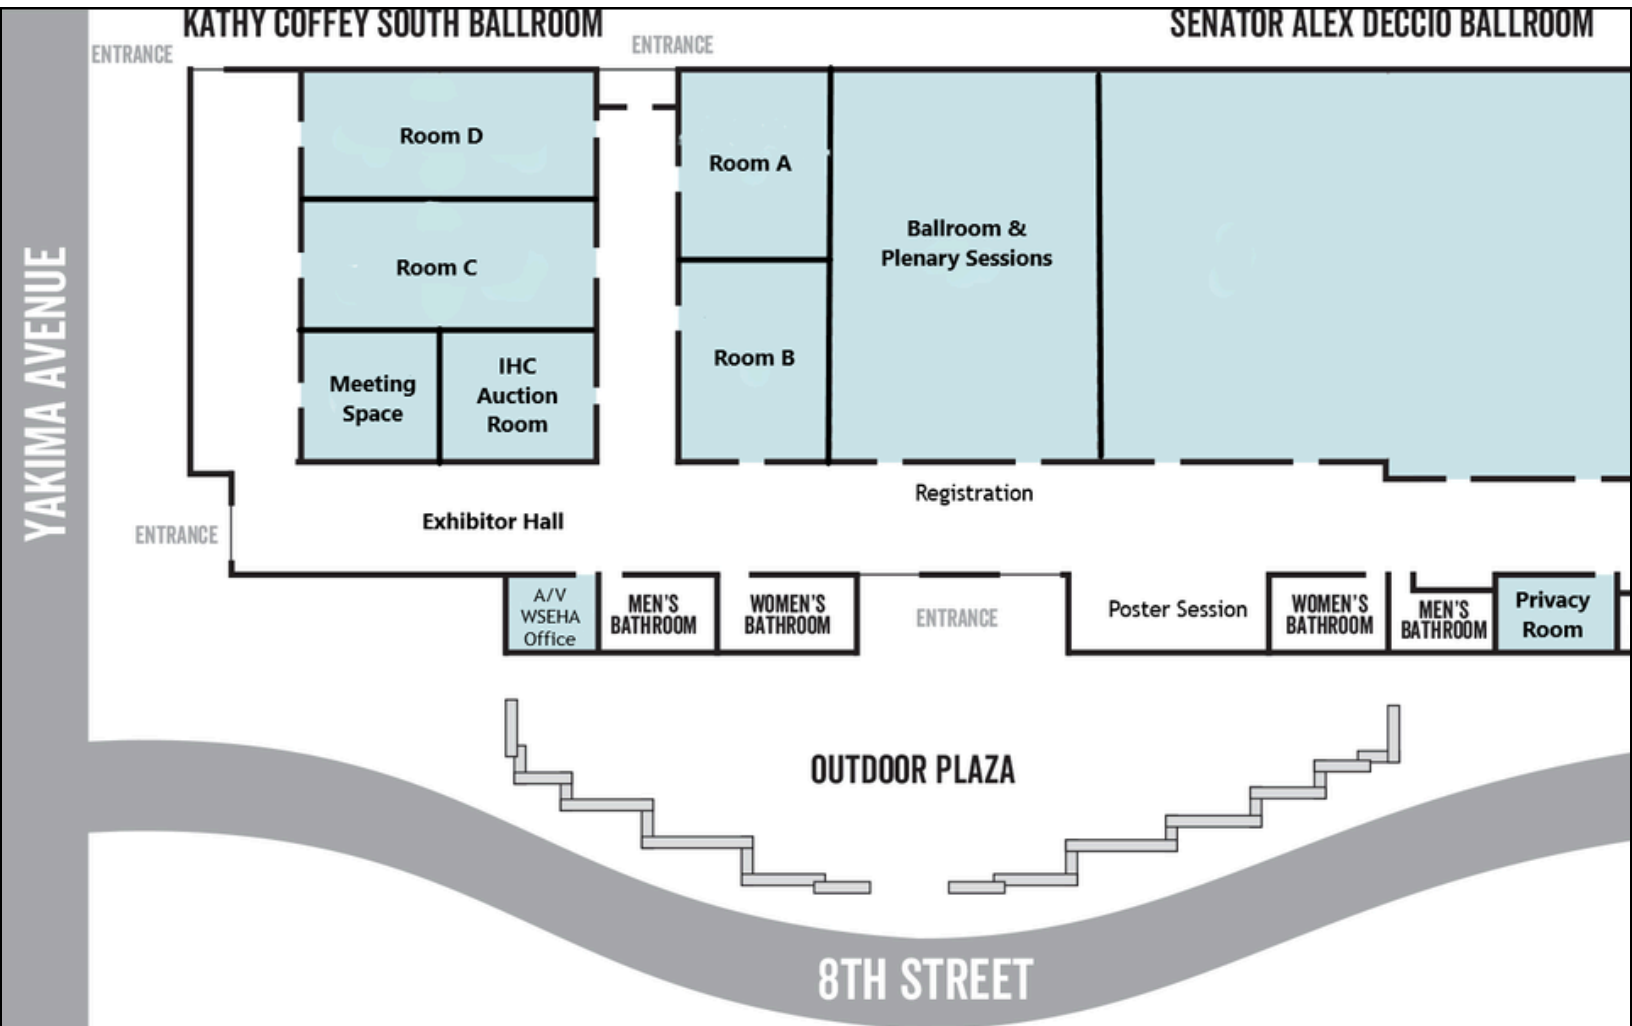 KATHY COFFEY SOUTH BALLROOM
SENATOR ALEX DECCIO BALLROOM
ENTRANCE
ENTRANCE
Room D
Room A
Ballroom &
Plenary Sessions
Room C
Room B
IHC
Auction
Room
Meeting
Space
YAKIMA AVENUE
Registration
Exhibitor Hall
ENTRANCE
A/V
WSEHA
Office
MEN'S
BATHROOM
WOMEN'S
BATHROOM
ENTRANCE
Poster Session
WOMEN'S
BATHROOM
MEN'S
BATHROOM
Privacy
Room
OUTDOOR PLAZA
8TH STREET